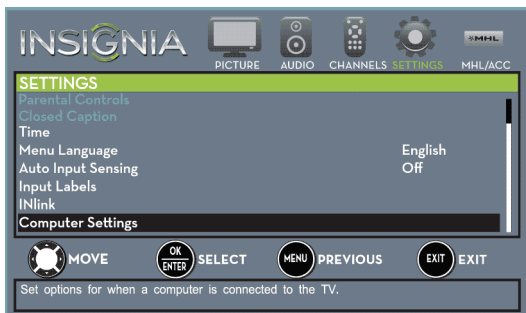 INSIGNIA
PICTURE AUDIO CHANNELS SETTINGS MHL MHL/ACC
SETTINGS
Parental Controls
Closed Caption
Time
Menu Language English
Auto Input Sensing Off
Input Labels
INlink
Computer Settings
MOVE OK ENTER SELECT MENU PREVIOUS EXIT EXIT
Set options for when a computer is connected to the TV.